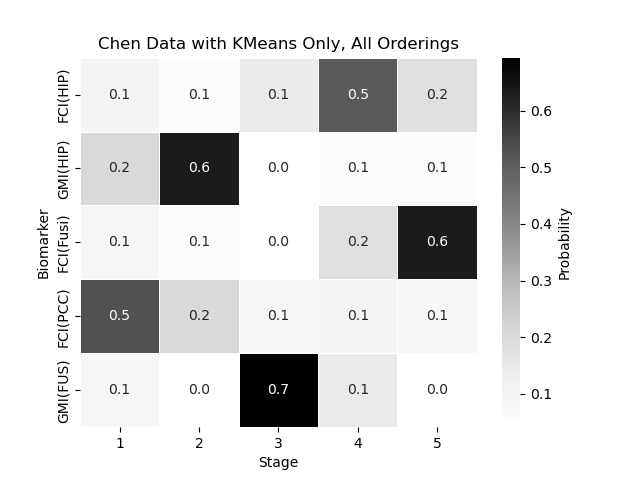 Chen Data with KMeans Only, All Orderings
Biomarker
FCI(HIP) 0.1 0.1 0.1 0.5 0.2
GMI(HIP) 0.2 0.6 0.0 0.1 0.1
FCI(Fusi) 0.1 0.1 0.0 0.2 0.6
FCI(PCC) 0.5 0.2 0.1 0.1 0.1
GMI(FUS) 0.1 0.0 0.7 0.1 0.0
1 2 3 4 5
Stage
0.6
0.5
0.4
0.3
0.2
0.1
Probability